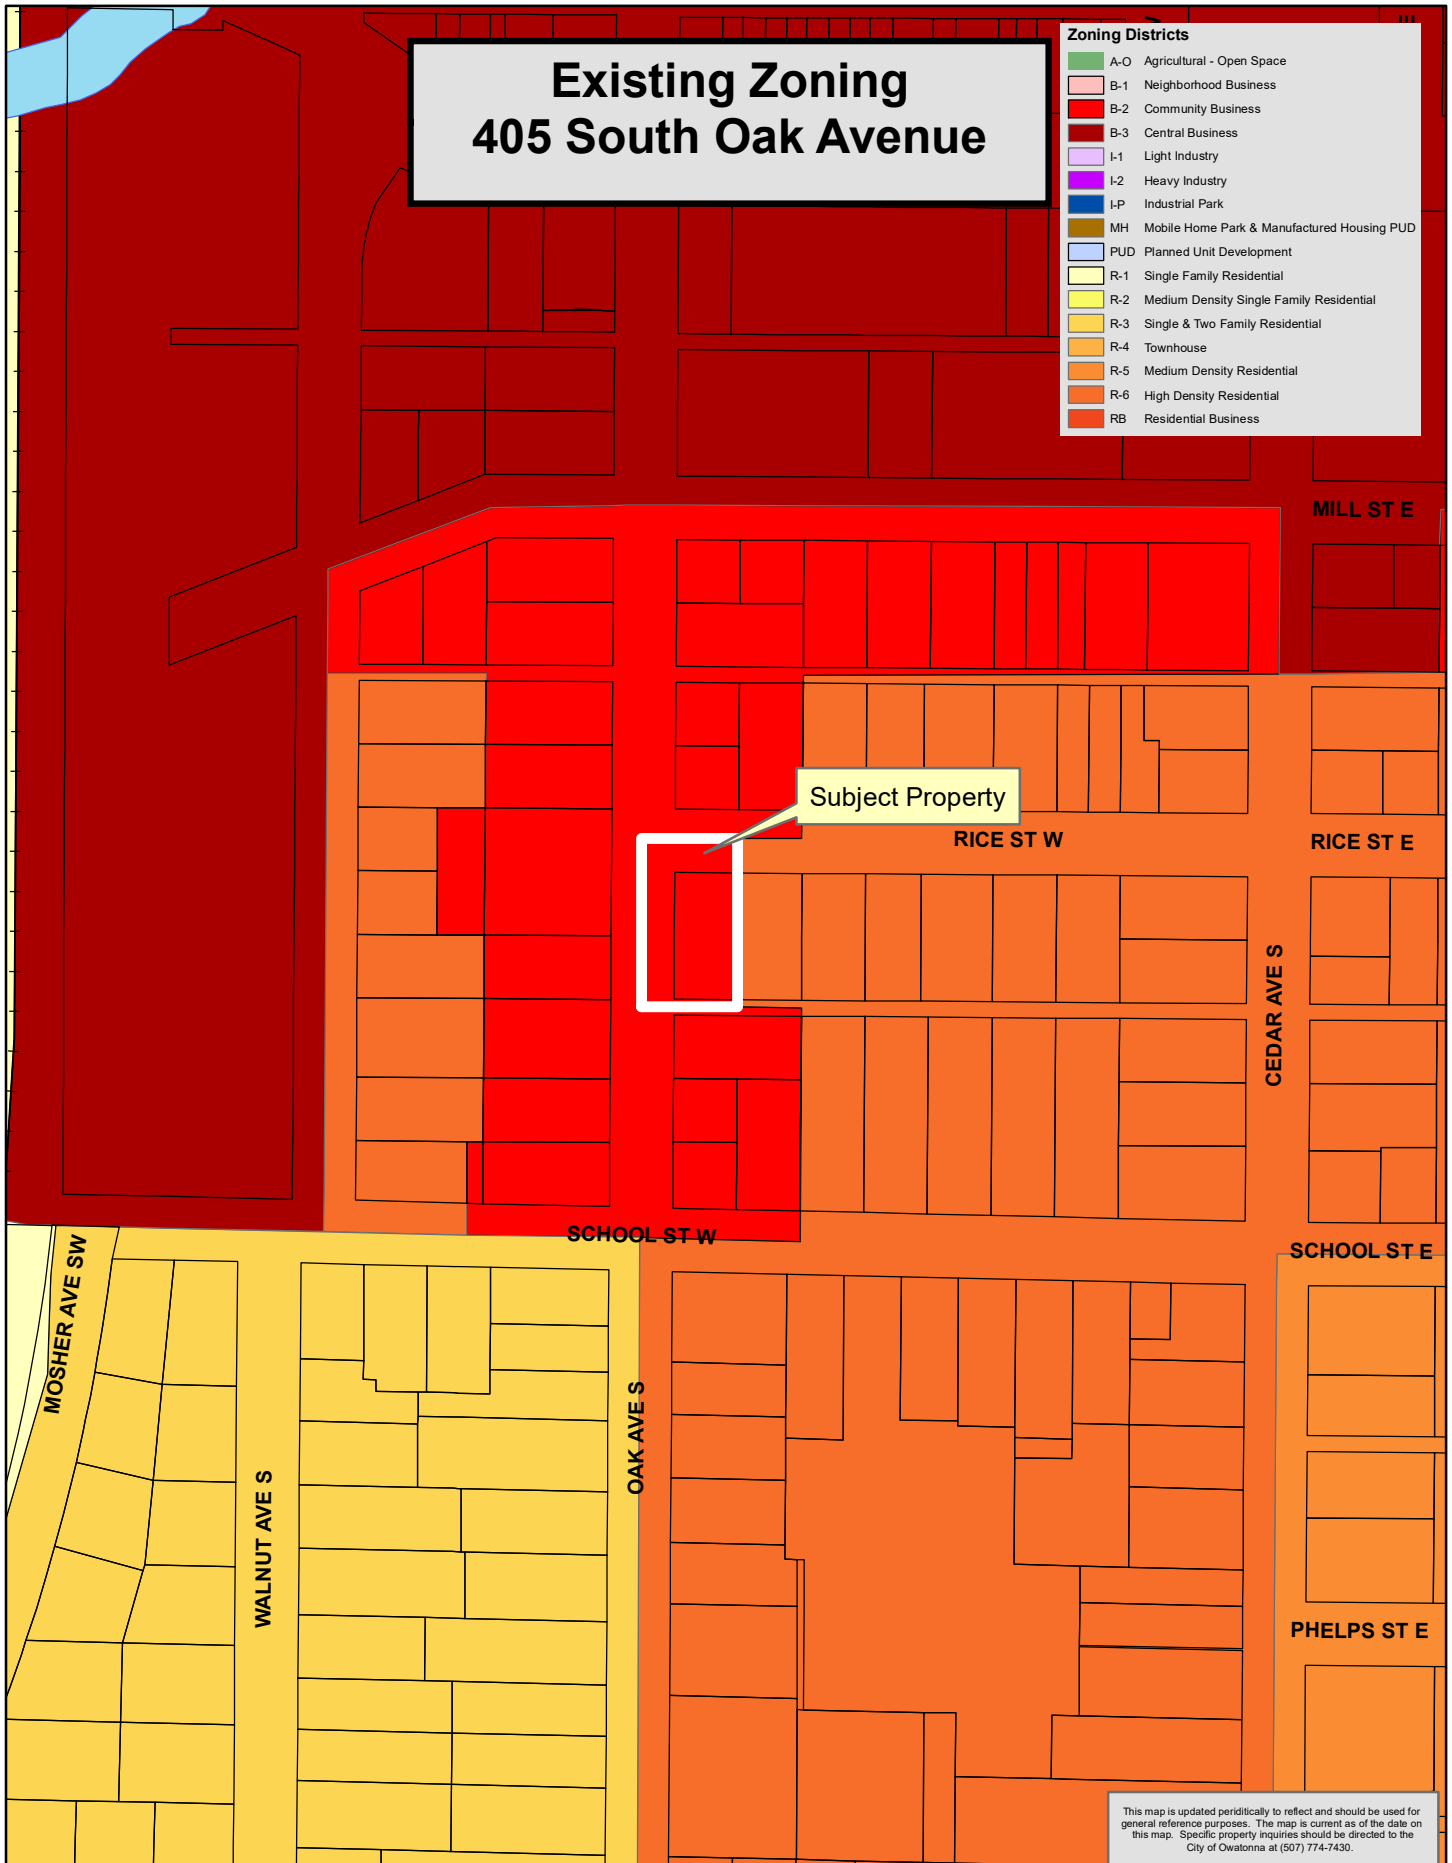 Existing Zoning
405 South Oak Avenue
Zoning Districts
A-O Agricultural - Open Space
B-1 Neighborhood Business
B-2 Community Business
B-3 Central Business
I-1 Light Industry
I-2 Heavy Industry
I-P Industrial Park
MH Mobile Home Park & Manufactured Housing PUD
PUD Planned Unit Development
R-1 Single Family Residential
R-2 Medium Density Single Family Residential
R-3 Single & Two Family Residential
R-4 Townhouse
R-5 Medium Density Residential
R-6 High Density Residential
RB Residential Business
MILL ST E
Subject Property
RICE ST W
RICE ST E
CEDAR AVE S
SCHOOL ST W
SCHOOL ST E
MOSHER AVE SW
OAK AVE S
WALNUT AVE S
PHELPS ST E
This map is updated periditically to reflect and should be used for
general reference purposes. The map is current as of the date on
this map. Specific property inquiries should be directed to the
City of Owatonna at (507) 774-7430.